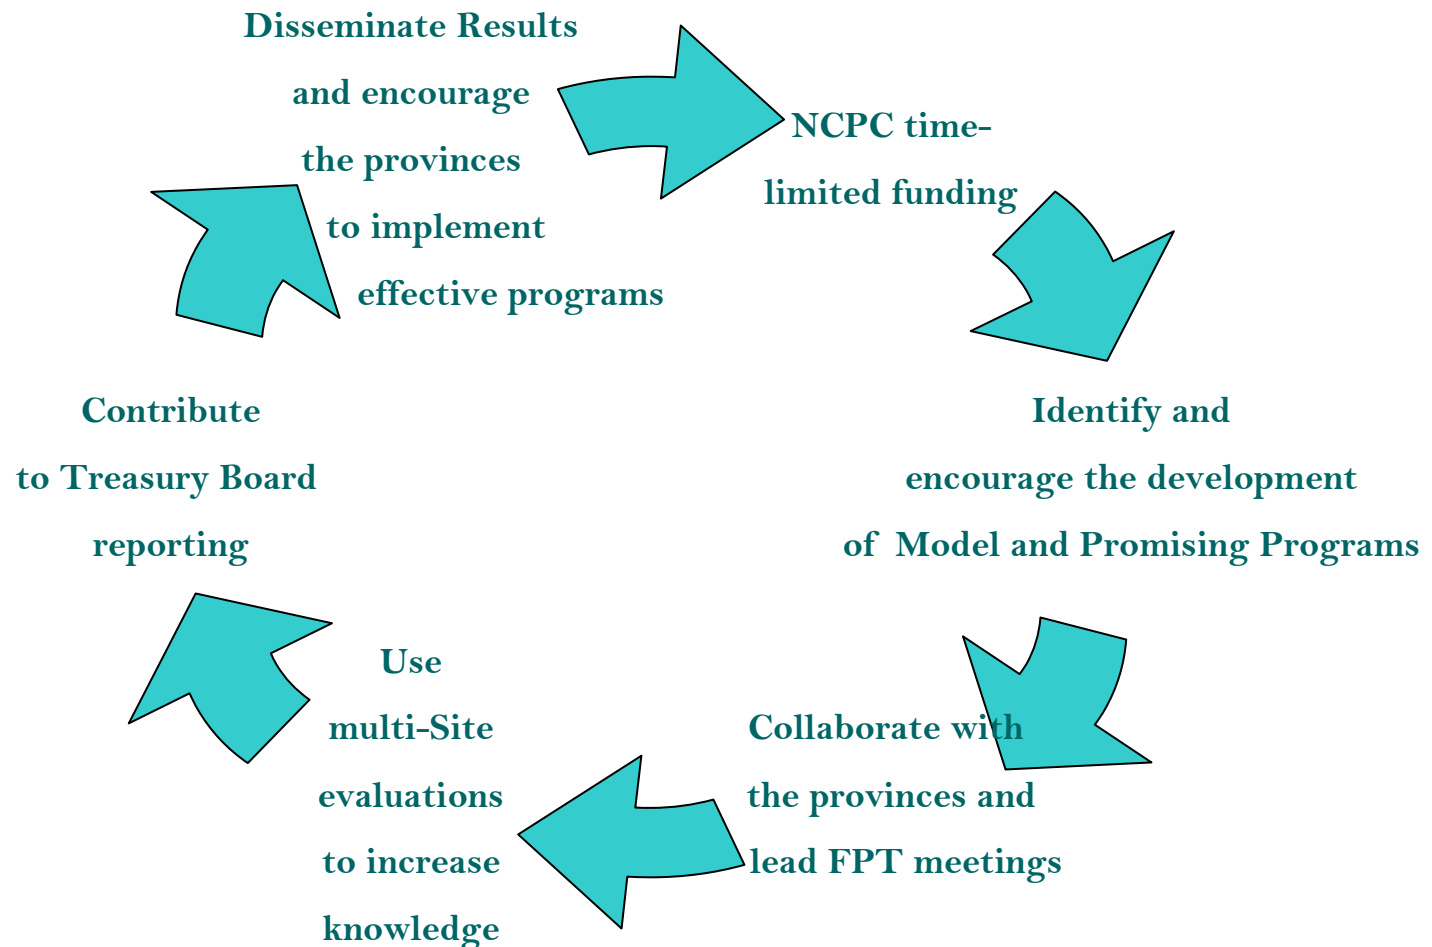 Disseminate Results
and encourage
the provinces
to implement
effective programs
NCPC time-
limited funding
Identify and
encourage the development
of  Model and Promising Programs
Collaborate with
the provinces and
lead FPT meetings
Use
multi-Site
evaluations
to increase
knowledge
Contribute
to Treasury Board
reporting